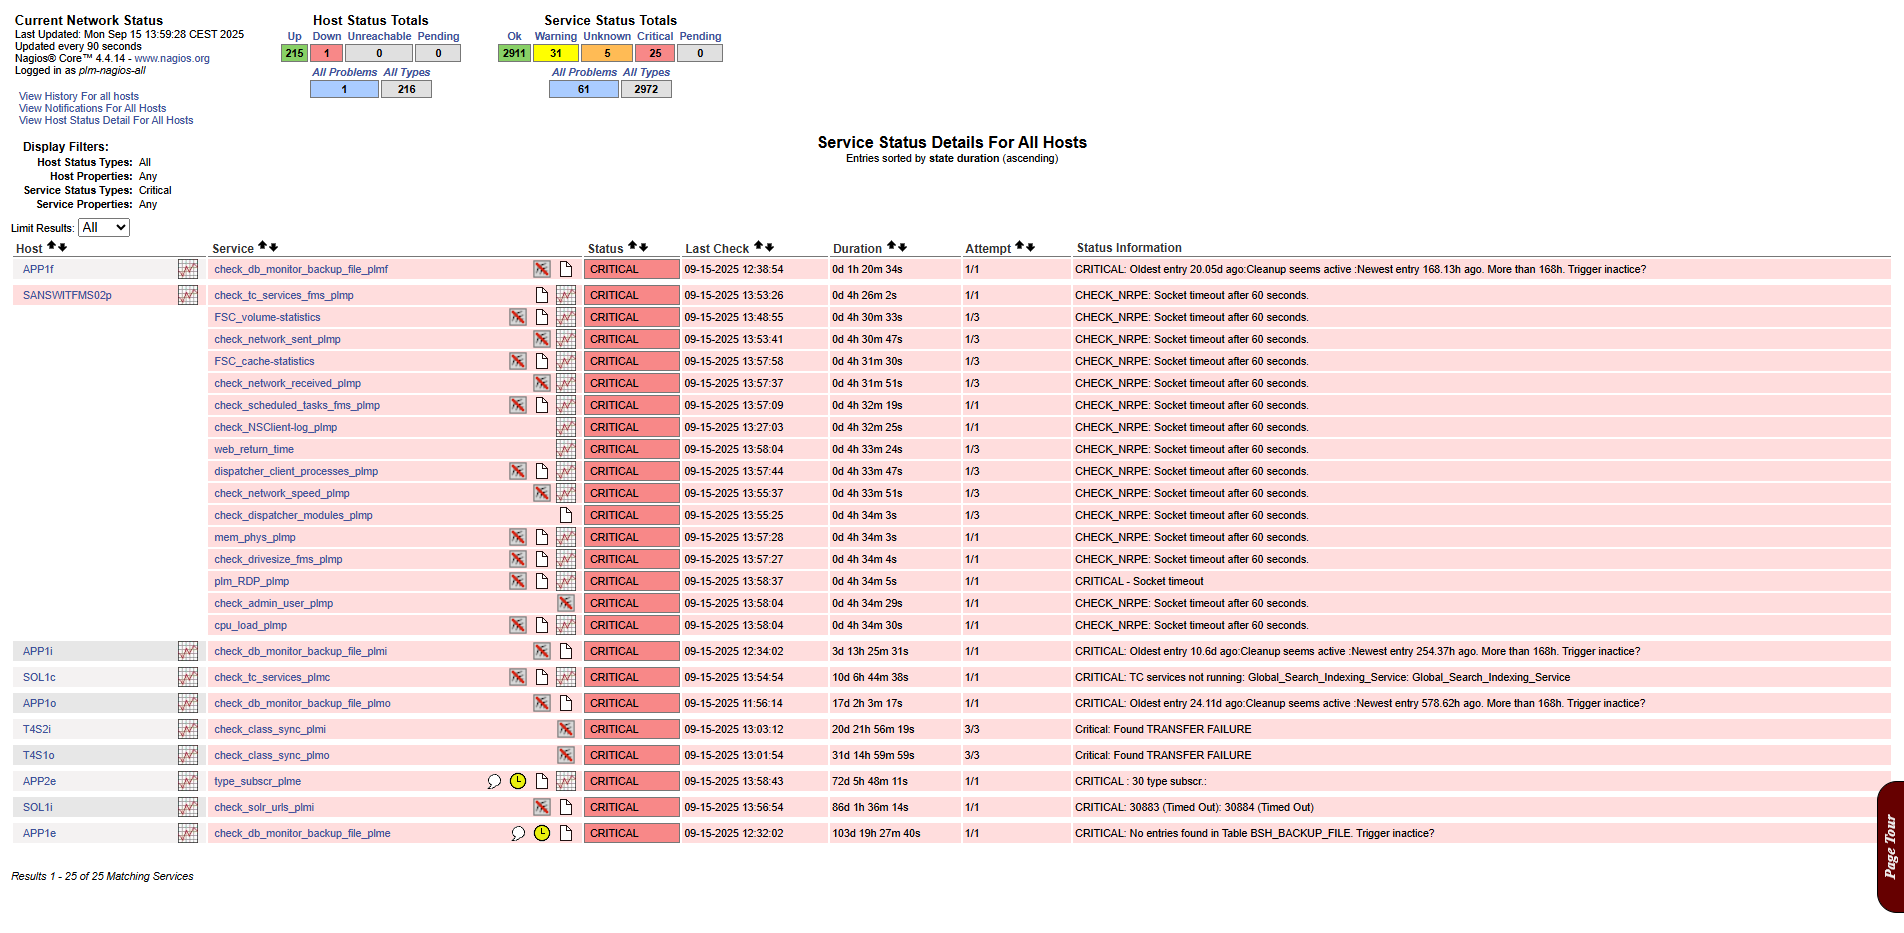 Current Network Status
Last Updated: Mon Sep 15 13:59:28 CEST 2025
Updated every 90 seconds
Nagios® Core™ 4.4.14 - www.nagios.org
Logged in as plm-nagios-all
View History For all hosts
View Notifications For All Hosts
View Host Status Detail For All Hosts
Host Status Totals
Up Down Unreachable Pending
215 1 0 0
All Problems All Types
1 216
Service Status Totals
Ok Warning Unknown Critical Pending
2911 31 5 25 0
All Problems All Types
61 2972
Display Filters:
Host Status Types: All
Host Properties: Any
Service Status Types: Critical
Service Properties: Any
Service Status Details For All Hosts
Entries sorted by state duration (ascending)
Limit Results: All
Host Service Status Last Check Duration Attempt Status Information
APP1f check_db_monitor_backup_file_plmf CRITICAL 09-15-2025 12:38:54 0d 1h 20m 34s 1/1 CRITICAL: Oldest entry 20.05d ago:Cleanup seems active :Newest entry 168.13h ago. More than 168h. Trigger inactice?
SANSWITFMS02p check_tc_services_fms_plmp CRITICAL 09-15-2025 13:53:26 0d 4h 26m 2s 1/1 CHECK_NRPE: Socket timeout after 60 seconds.
FSC_volume-statistics CRITICAL 09-15-2025 13:48:55 0d 4h 30m 33s 1/3 CHECK_NRPE: Socket timeout after 60 seconds.
check_network_sent_plmp CRITICAL 09-15-2025 13:53:41 0d 4h 30m 47s 1/3 CHECK_NRPE: Socket timeout after 60 seconds.
FSC_cache-statistics CRITICAL 09-15-2025 13:57:58 0d 4h 31m 30s 1/3 CHECK_NRPE: Socket timeout after 60 seconds.
check_network_received_plmp CRITICAL 09-15-2025 13:57:37 0d 4h 31m 51s 1/3 CHECK_NRPE: Socket timeout after 60 seconds.
check_scheduled_tasks_fms_plmp CRITICAL 09-15-2025 13:57:09 0d 4h 32m 19s 1/1 CHECK_NRPE: Socket timeout after 60 seconds.
check_NSClient-log_plmp CRITICAL 09-15-2025 13:27:03 0d 4h 32m 25s 1/1 CHECK_NRPE: Socket timeout after 60 seconds.
web_return_time CRITICAL 09-15-2025 13:58:04 0d 4h 33m 24s 1/3 CHECK_NRPE: Socket timeout after 60 seconds.
dispatcher_client_processes_plmp CRITICAL 09-15-2025 13:57:44 0d 4h 33m 47s 1/3 CHECK_NRPE: Socket timeout after 60 seconds.
check_network_speed_plmp CRITICAL 09-15-2025 13:55:37 0d 4h 33m 51s 1/3 CHECK_NRPE: Socket timeout after 60 seconds.
check_dispatcher_modules_plmp CRITICAL 09-15-2025 13:55:25 0d 4h 34m 3s 1/3 CHECK_NRPE: Socket timeout after 60 seconds.
mem_phys_plmp CRITICAL 09-15-2025 13:57:28 0d 4h 34m 3s 1/1 CHECK_NRPE: Socket timeout after 60 seconds.
check_drivesize_fms_plmp CRITICAL 09-15-2025 13:57:27 0d 4h 34m 4s 1/1 CHECK_NRPE: Socket timeout after 60 seconds.
plm_RDP_plmp CRITICAL 09-15-2025 13:58:37 0d 4h 34m 5s 1/1 CRITICAL - Socket timeout
check_admin_user_plmp CRITICAL 09-15-2025 13:58:04 0d 4h 34m 29s 1/1 CHECK_NRPE: Socket timeout after 60 seconds.
cpu_load_plmp CRITICAL 09-15-2025 13:58:04 0d 4h 34m 30s 1/1 CHECK_NRPE: Socket timeout after 60 seconds.
APP1i check_db_monitor_backup_file_plmi CRITICAL 09-15-2025 12:34:02 3d 13h 25m 31s 1/1 CRITICAL: Oldest entry 10.6d ago:Cleanup seems active :Newest entry 254.37h ago. More than 168h. Trigger inactice?
SOL1c check_tc_services_plmc CRITICAL 09-15-2025 13:54:54 10d 6h 44m 38s 1/1 CRITICAL: TC services not running: Global_Search_Indexing_Service: Global_Search_Indexing_Service
APP1o check_db_monitor_backup_file_plmo CRITICAL 09-15-2025 11:56:14 17d 2h 3m 17s 1/1 CRITICAL: Oldest entry 24.11d ago:Cleanup seems active :Newest entry 578.62h ago. More than 168h. Trigger inactice?
T4S2i check_class_sync_plmi CRITICAL 09-15-2025 13:03:12 20d 21h 56m 19s 3/3 Critical: Found TRANSFER FAILURE
T4S1o check_class_sync_plmo CRITICAL 09-15-2025 13:01:54 31d 14h 59m 59s 3/3 Critical: Found TRANSFER FAILURE
APP2e type_subscr_plme CRITICAL 09-15-2025 13:58:43 72d 5h 48m 11s 1/1 CRITICAL : 30 type subscr.:
SOL1i check_solr_urls_plmi CRITICAL 09-15-2025 13:56:54 86d 1h 36m 14s 1/1 CRITICAL: 30883 (Timed Out): 30884 (Timed Out)
APP1e check_db_monitor_backup_file_plme CRITICAL 09-15-2025 12:32:02 103d 19h 27m 40s 1/1 CRITICAL: No entries found in Table BSH_BACKUP_FILE. Trigger inactice?
Results 1 - 25 of 25 Matching Services
Page Tour